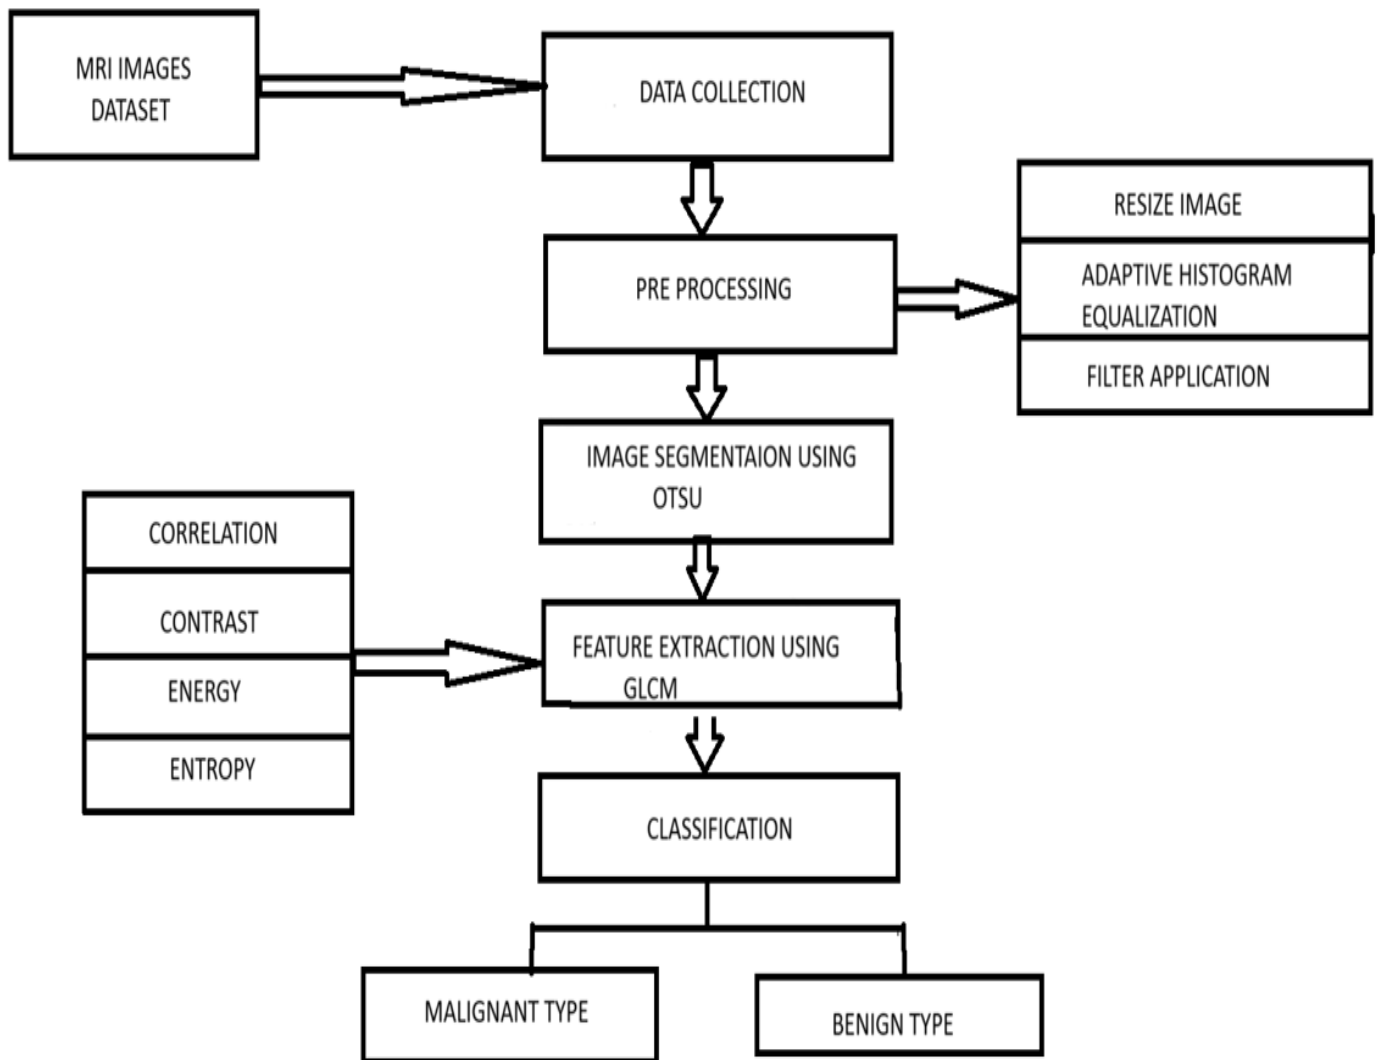 MRI IMAGES
DATASET
DATA COLLECTION
PRE PROCESSING
RESIZE IMAGE
ADAPTIVE HISTOGRAM
EQUALIZATION
FILTER APPLICATION
IMAGE SEGMENTAION USING
OTSU
CORRELATION
CONTRAST
ENERGY
ENTROPY
FEATURE EXTRACTION USING
GLCM
CLASSIFICATION
MALIGNANT TYPE
BENIGN TYPE